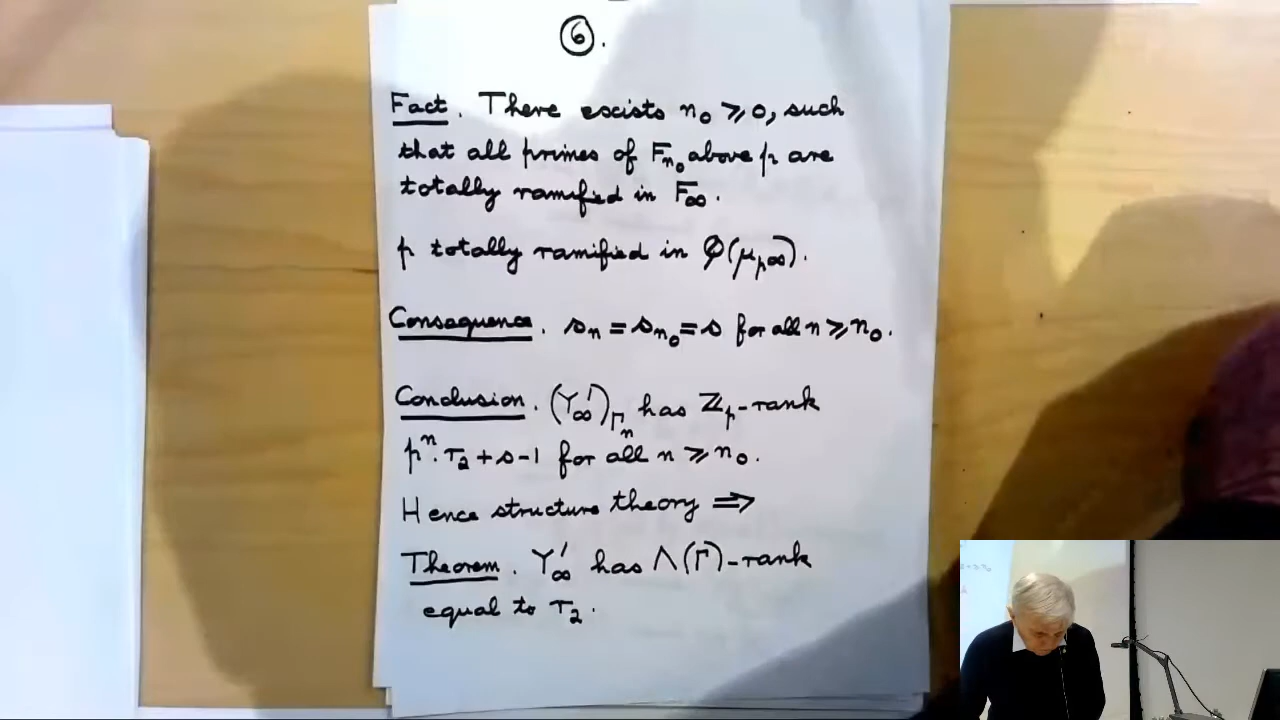 ⑥.
Fact. There exists n₀ ⩾ 0, such
that all primes of F_{n₀} above p are
totally ramified in F_∞.
p totally ramified in ℚ(μ_{p^∞}).
Consequence. s_n = s_{n₀} = s for all n ⩾ n₀.
Conclusion. (Y'_∞)_{Γ_n} has ℤ_p-rank
pⁿ·r₂ + s - 1 for all n ⩾ n₀.
Hence structure theory ⇒
Theorem. Y'_∞ has Λ(Γ)-rank
equal to r₂.